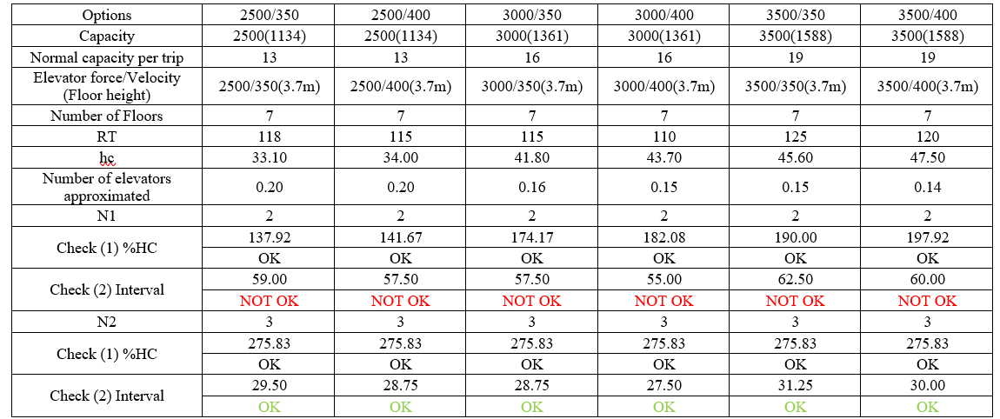 Options 2500/350 2500/400 3000/350 3000/400 3500/350 3500/400
Capacity 2500(1134) 2500(1134) 3000(1361) 3000(1361) 3500(1588) 3500(1588)
Normal capacity per trip 13 13 16 16 19 19
Elevator force/Velocity
(Floor height) 2500/350(3.7m) 2500/400(3.7m) 3000/350(3.7m) 3000/400(3.7m) 3500/350(3.7m) 3500/400(3.7m)
Number of Floors 7 7 7 7 7 7
RT 118 115 115 110 125 120
hc 33.10 34.00 41.80 43.70 45.60 47.50
Number of elevators
approximated 0.20 0.20 0.16 0.15 0.15 0.14
N1 2 2 2 2 2 2
Check (1) %HC 137.92 141.67 174.17 182.08 190.00 197.92
OK OK OK OK OK OK
Check (2) Interval 59.00 57.50 57.50 55.00 62.50 60.00
NOT OK NOT OK NOT OK NOT OK NOT OK NOT OK
N2 3 3 3 3 3 3
Check (1) %HC 275.83 275.83 275.83 275.83 275.83 275.83
OK OK OK OK OK OK
Check (2) Interval 29.50 28.75 28.75 27.50 31.25 30.00
OK OK OK OK OK OK